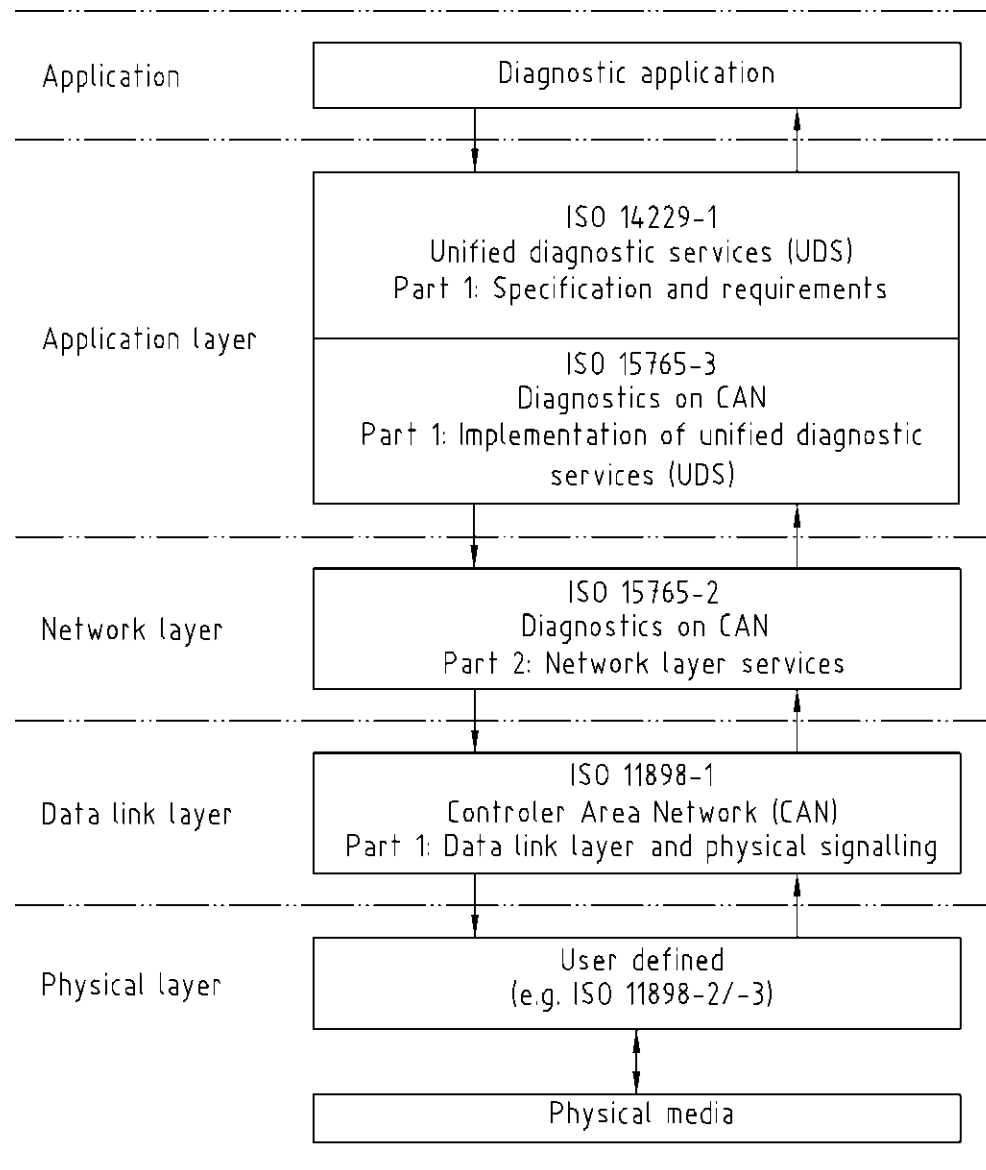 Application
Diagnostic application
Application layer
ISO 14229-1
Unified diagnostic services (UDS)
Part 1: Specification and requirements
ISO 15765-3
Diagnostics on CAN
Part 1: Implementation of unified diagnostic
services (UDS)
Network layer
ISO 15765-2
Diagnostics on CAN
Part 2: Network layer services
Data link layer
ISO 11898-1
Controler Area Network (CAN)
Part 1: Data link layer and physical signalling
Physical layer
User defined
(e.g. ISO 11898-2/-3)
Physical media